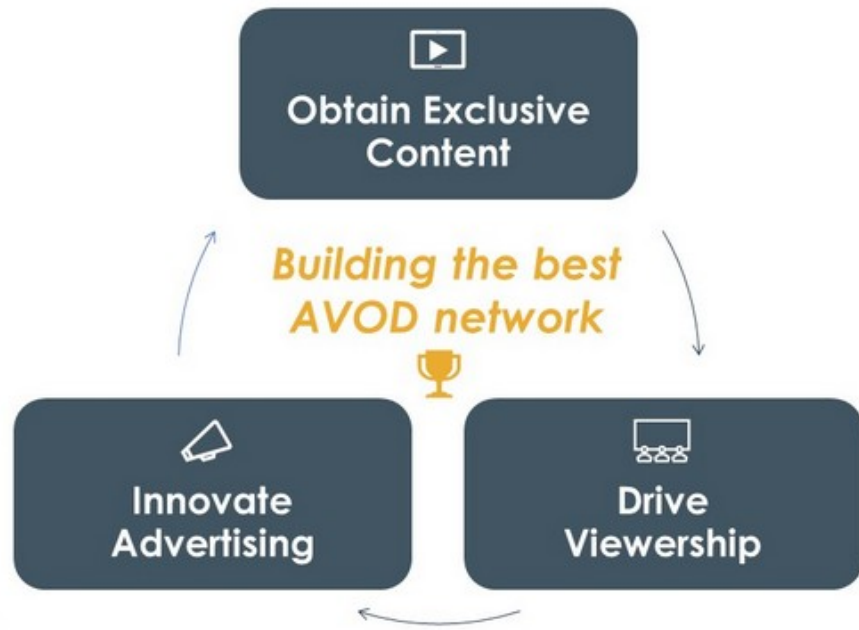 Obtain Exclusive
Content
Building the best
AVOD network
Innovate
Advertising
Drive
Viewership